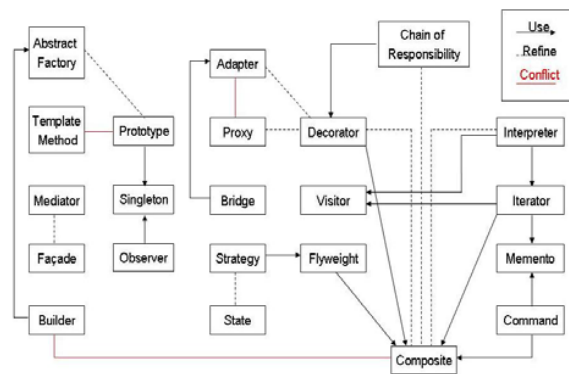 Use
Refine
Conflict
Abstract
Factory
Adapter
Chain of
Responsibility
Template
Method
Prototype
Proxy
Decorator
Interpreter
Mediator
Singleton
Bridge
Visitor
Iterator
Façade
Observer
Strategy
Flyweight
Memento
Builder
State
Command
Composite